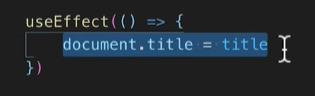 useEffect(() => {
document.title = title
})